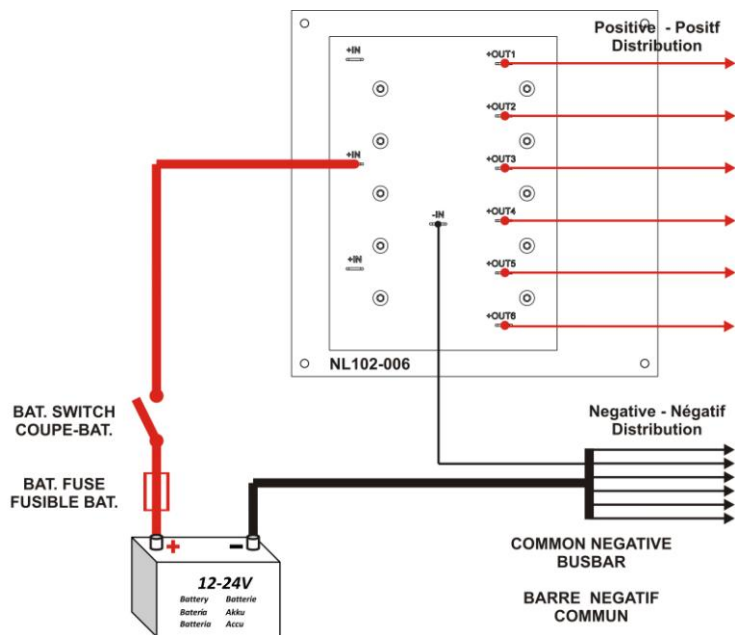 Positive - Positf
Distribution
+IN
+OUT1
+OUT2
+IN
+OUT3
-IN
+OUT4
+IN
+OUT5
+OUT6
NL102-006
BAT. SWITCH
COUPE-BAT.
Negative - Négatif
Distribution
BAT. FUSE
FUSIBLE BAT.
+ –
12-24V
Battery Batterie
Bateria Akku
Batteria Accu
COMMON NEGATIVE
BUSBAR
BARRE NEGATIF
COMMUN